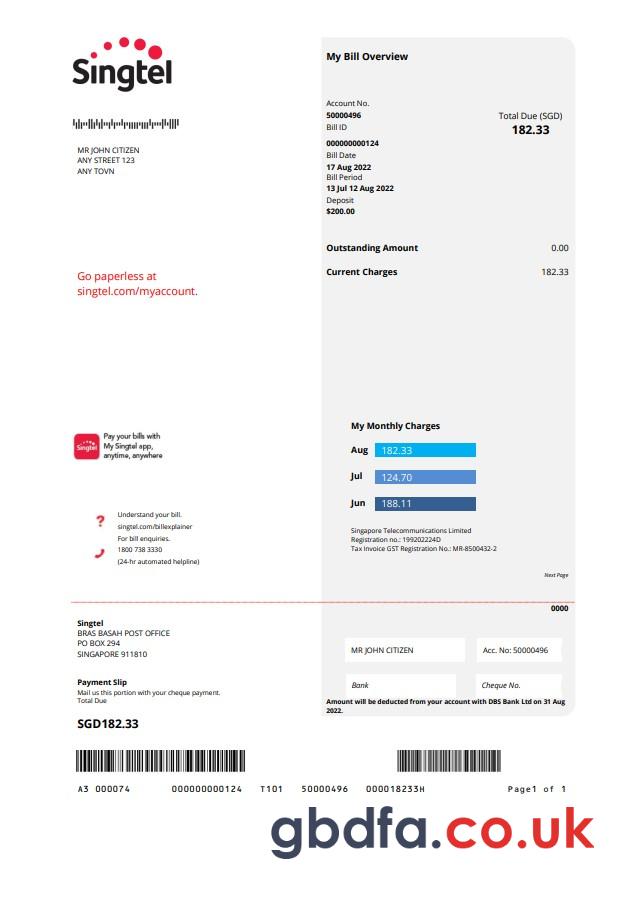 Singtel
MR JOHN CITIZEN
ANY STREET 123
ANY TOVN
Go paperless at
singtel.com/myaccount.
My Bill Overview
Account No.
50000496
Bill ID
000000000124
Bill Date
17 Aug 2022
Bill Period
13 Jul 12 Aug 2022
Deposit
$200.00
Total Due (SGD)
182.33
Outstanding Amount 0.00
Current Charges 182.33
Singtel
Pay your bills with
My Singtel app,
anytime, anywhere
? Understand your bill.
singtel.com/billexplainer
For bill enquiries.
1800 738 3330
(24-hr automated helpline)
My Monthly Charges
Aug 182.33
Jul 124.70
Jun 188.11
Singapore Telecommunications Limited
Registration no.: 199202224D
Tax Invoice GST Registration No.: MR-8500432-2
Next Page
0000
Singtel
BRAS BASAH POST OFFICE
PO BOX 294
SINGAPORE 911810
Payment Slip
Mail us this portion with your cheque payment.
Total Due
SGD182.33
MR JOHN CITIZEN
Acc. No: 50000496
Bank
Cheque No.
Amount will be deducted from your account with DBS Bank Ltd on 31 Aug
2022.
A3 000074 000000000124 T101 50000496 000018233H Page1 of 1
gbdfa.co.uk